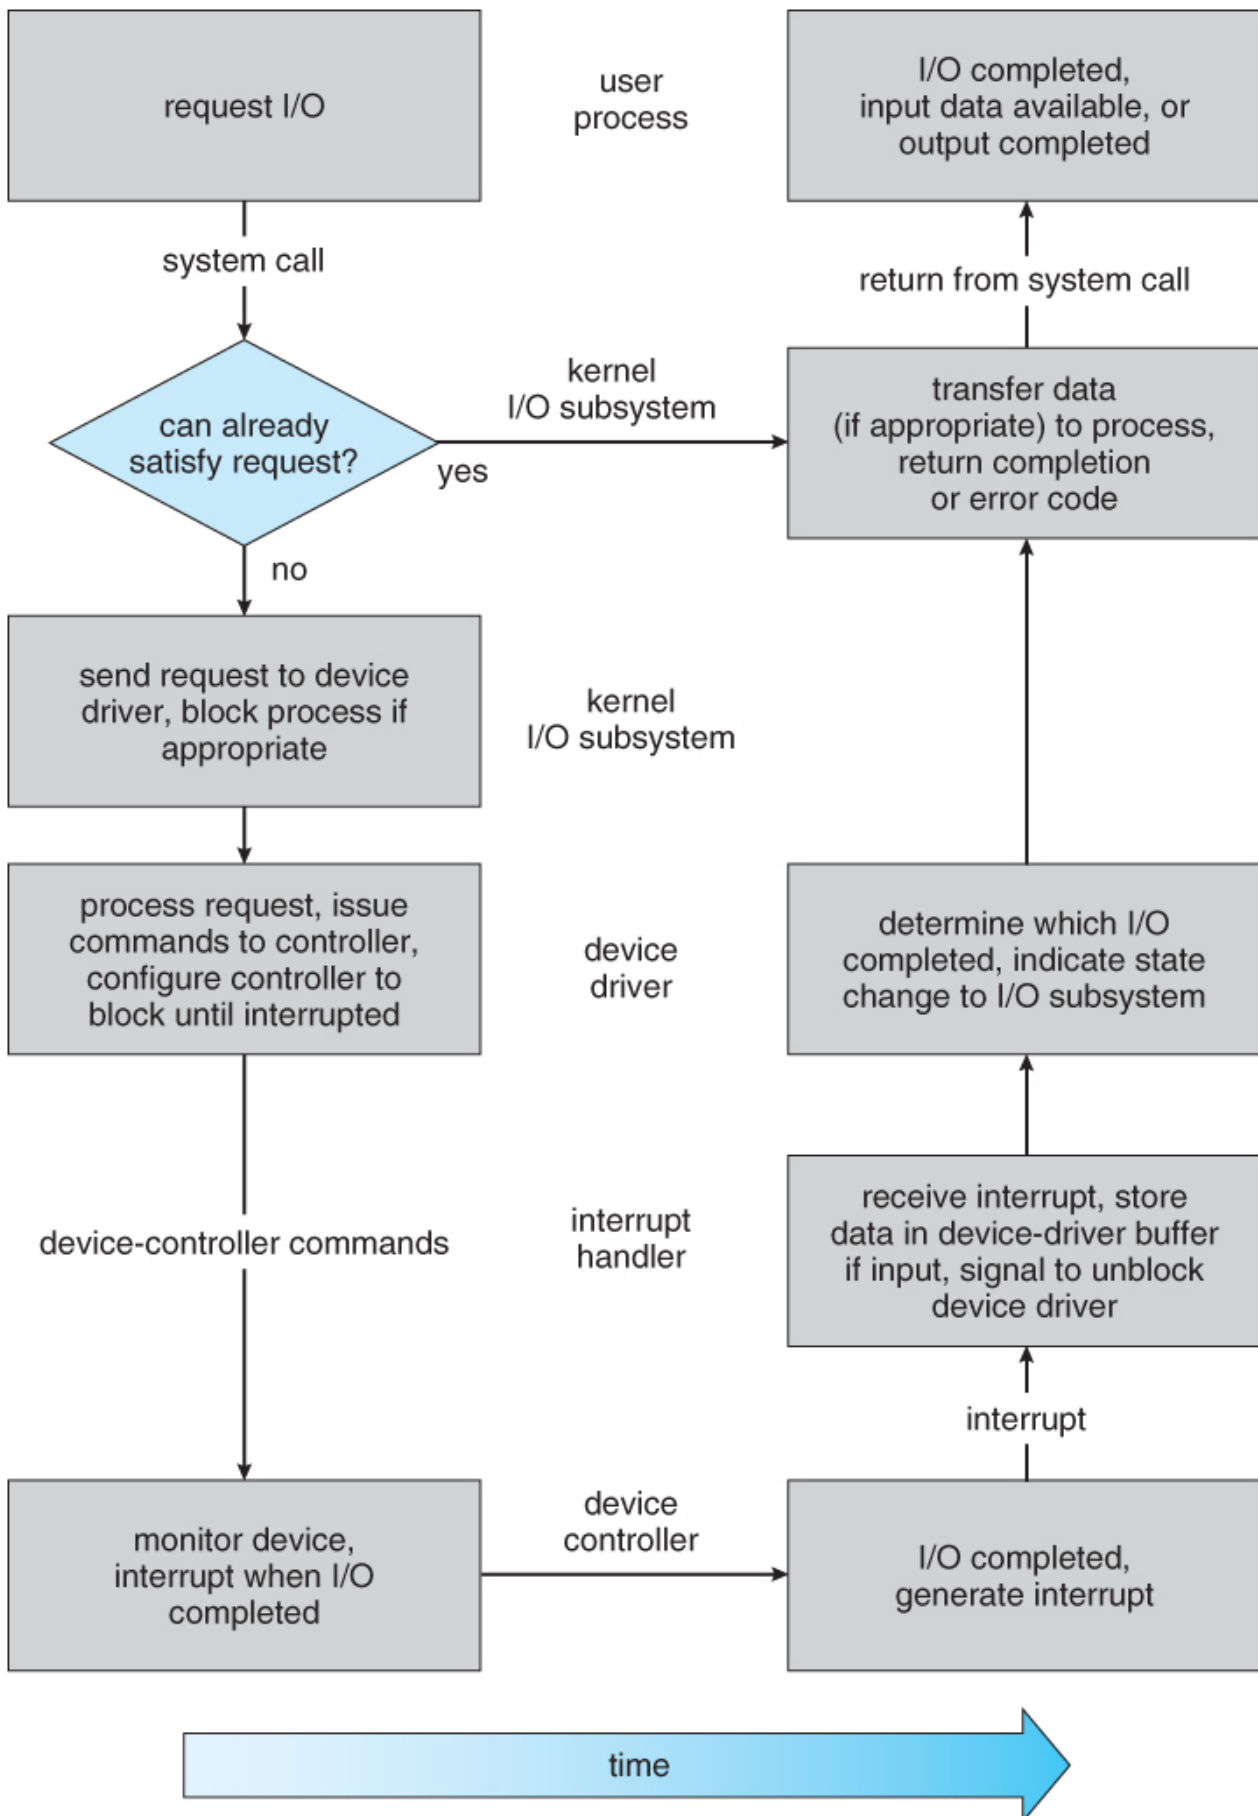 request I/O
user
process
I/O completed,
input data available, or
output completed
system call
return from system call
can already
satisfy request?
yes
no
kernel
I/O subsystem
transfer data
(if appropriate) to process,
return completion
or error code
send request to device
driver, block process if
appropriate
kernel
I/O subsystem
process request, issue
commands to controller,
configure controller to
block until interrupted
device
driver
determine which I/O
completed, indicate state
change to I/O subsystem
device-controller commands
interrupt
handler
receive interrupt, store
data in device-driver buffer
if input, signal to unblock
device driver
interrupt
monitor device,
interrupt when I/O
completed
device
controller
I/O completed,
generate interrupt
time